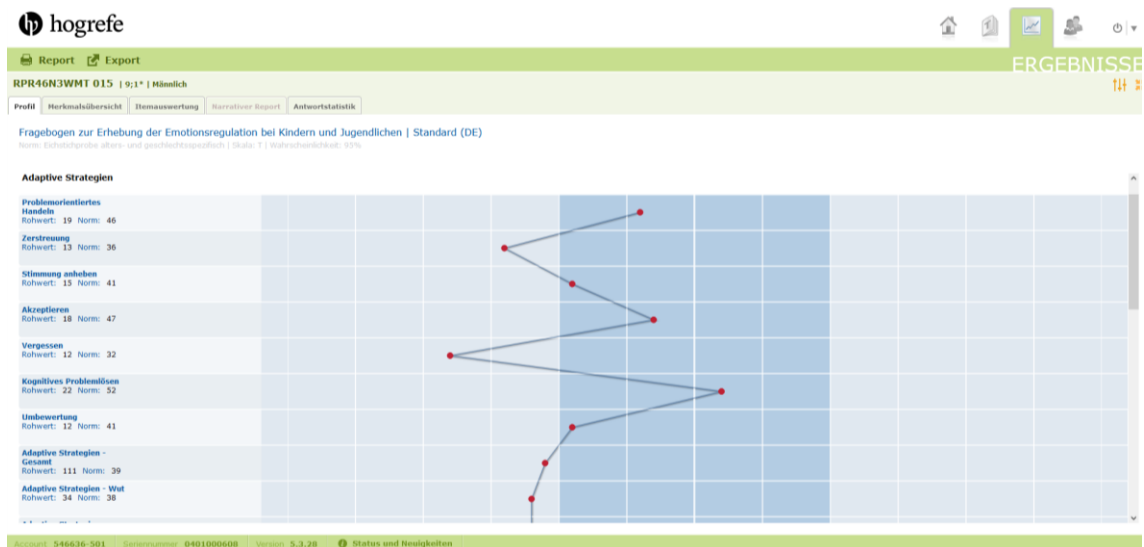 hogrefe
Report Export
ERGEBNISSE
RPR46N3WMT 015 | 9;1* | Männlich
Profil Merkmalsübersicht Itemauswertung Narrativer Report Antwortstatistik
Fragebogen zur Erhebung der Emotionsregulation bei Kindern und Jugendlichen | Standard (DE)
Norm: Eichstichprobe alters- und geschlechtsspezifisch | Skala: T | Wahrscheinlichkeit: 95%
Adaptive Strategien
Problemorientiertes
Handeln
Rohwert: 19 Norm: 46
Zerstreuung
Rohwert: 13 Norm: 36
Stimmung anheben
Rohwert: 15 Norm: 41
Akzeptieren
Rohwert: 18 Norm: 47
Vergessen
Rohwert: 12 Norm: 32
Kognitives Problemlösen
Rohwert: 22 Norm: 52
Umbewertung
Rohwert: 12 Norm: 41
Adaptive Strategien -
Gesamt
Rohwert: 111 Norm: 39
Adaptive Strategien - Wut
Rohwert: 34 Norm: 38
Account 546636-501 Seriennummer 0401000608 Version 5.3.28 Status und Neuigkeiten